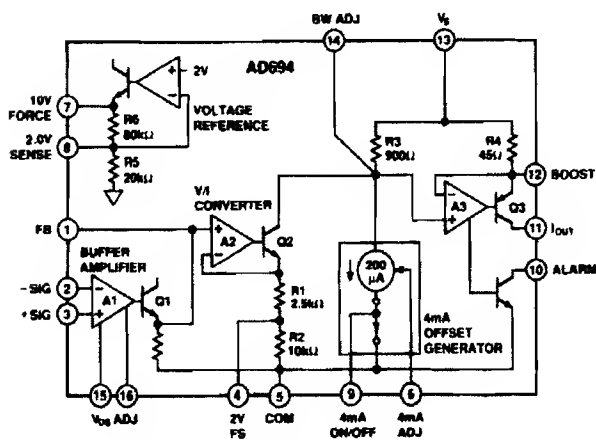 BW ADJ
VS
14
13
AD694
2V
10V
FORCE
7
VOLTAGE
REFERENCE
R6
80kΩ
2.0V
SENSE
8
R5
20kΩ
R3
900Ω
R4
45Ω
12
BOOST
V/I
CONVERTER
A3
Q3
FB
1
A2
Q2
11
IOUT
BUFFER
AMPLIFIER
200
µA
10
ALARM
-SIG
2
A1
Q1
R1
2.5kΩ
+SIG
3
4mA
OFFSET
GENERATOR
R2
10kΩ
15
16
4
5
9
6
VOS ADJ
2V
FS
COM
4mA
ON/OFF
4mA
ADJ